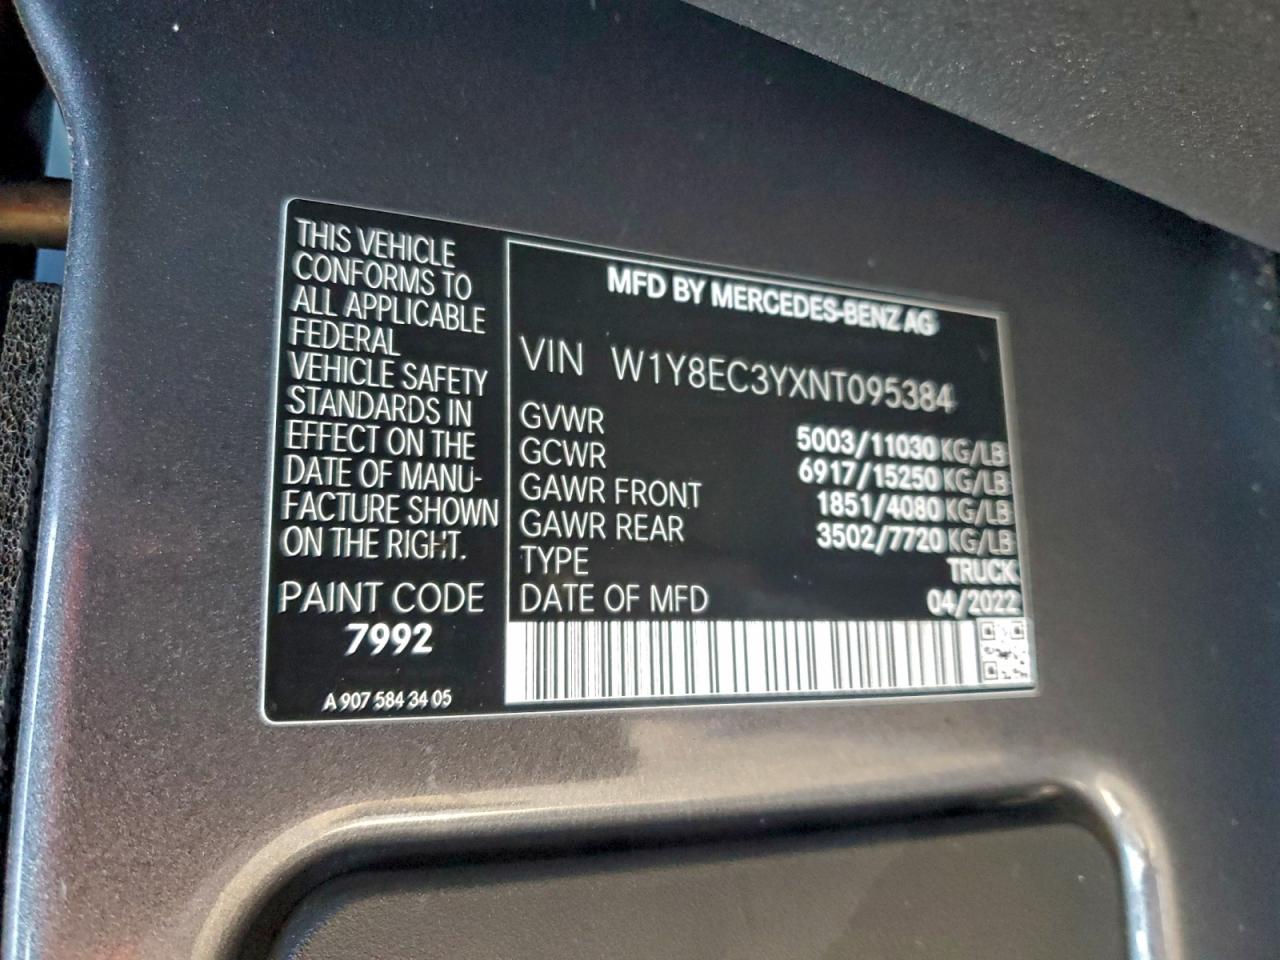 THIS VEHICLE
CONFORMS TO
ALL APPLICABLE
FEDERAL
VEHICLE SAFETY
STANDARDS IN
EFFECT ON THE
DATE OF MANU-
FACTURE SHOWN
ON THE RIGHT.
PAINT CODE
7992
A 907 584 34 05
MFD BY MERCEDES-BENZ AG
VIN W1Y8EC3YXNT095384
GVWR 5003/11030 KG/LB
GCWR 6917/15250 KG/LB
GAWR FRONT 1851/4080 KG/LB
GAWR REAR 3502/7720 KG/LB
TYPE TRUCK
DATE OF MFD 04/2022